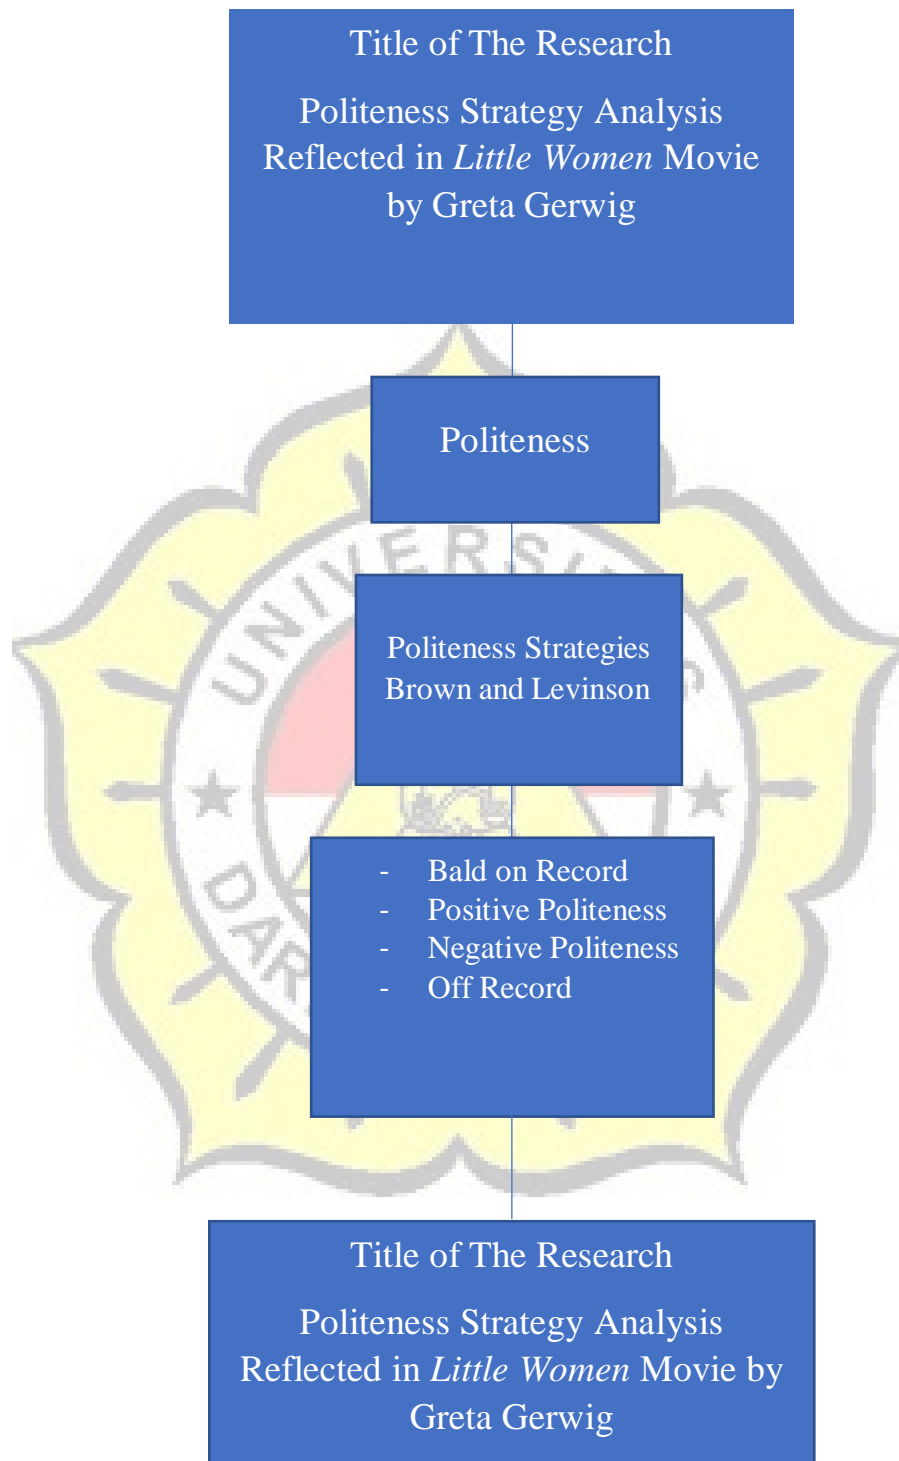 Title of The Research
Politeness Strategy Analysis
Reflected in Little Women Movie
by Greta Gerwig
Politeness
UNIVERSI
S
Politeness Strategies
Brown and Levinson
- Bald on Record
- Positive Politeness
- Negative Politeness
- Off Record
DAR
Title of The Research
Politeness Strategy Analysis
Reflected in Little Women Movie by
Greta Gerwig